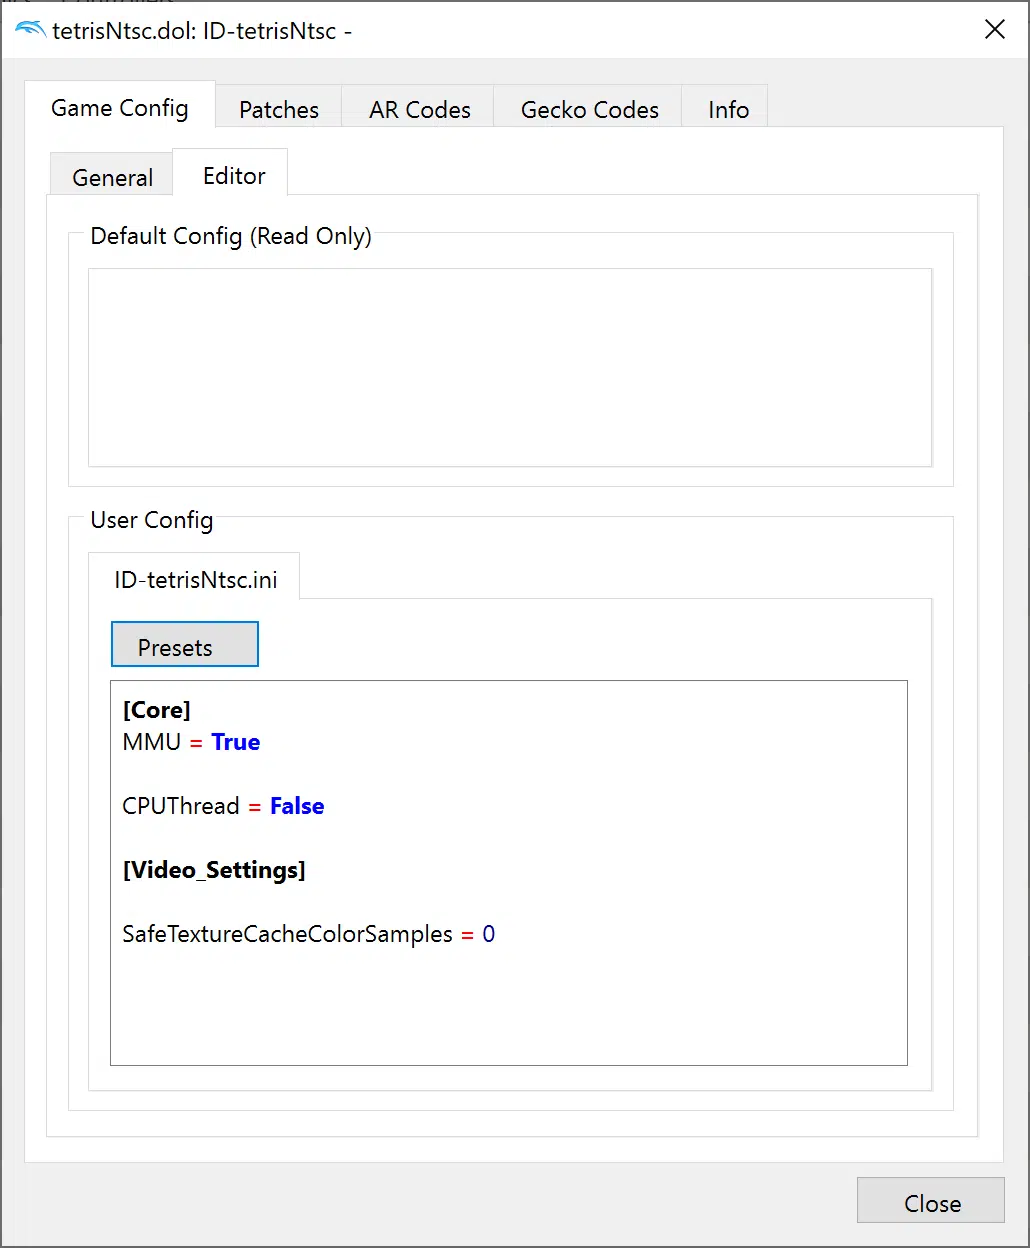 tetrisNtsc.dol: ID-tetrisNtsc -
Game Config
Patches
AR Codes
Gecko Codes
Info
General
Editor
Default Config (Read Only)
User Config
ID-tetrisNtsc.ini
Presets
[Core]
MMU = True
CPUThread = False
[Video_Settings]
SafeTextureCacheColorSamples = 0
Close